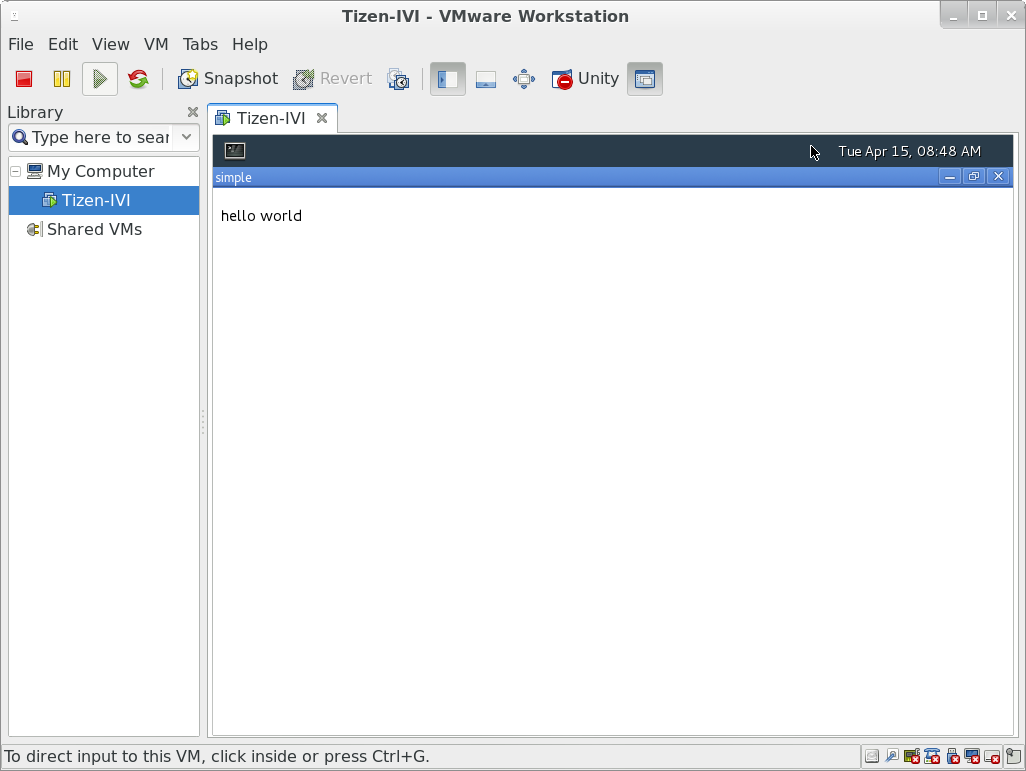 Tizen-IVI - VMware Workstation
File Edit View VM Tabs Help
Snapshot Revert Unity
Library
Type here to sear
My Computer
Tizen-IVI
Shared VMs
Tizen-IVI
Tue Apr 15, 08:48 AM
simple
hello world
To direct input to this VM, click inside or press Ctrl+G.